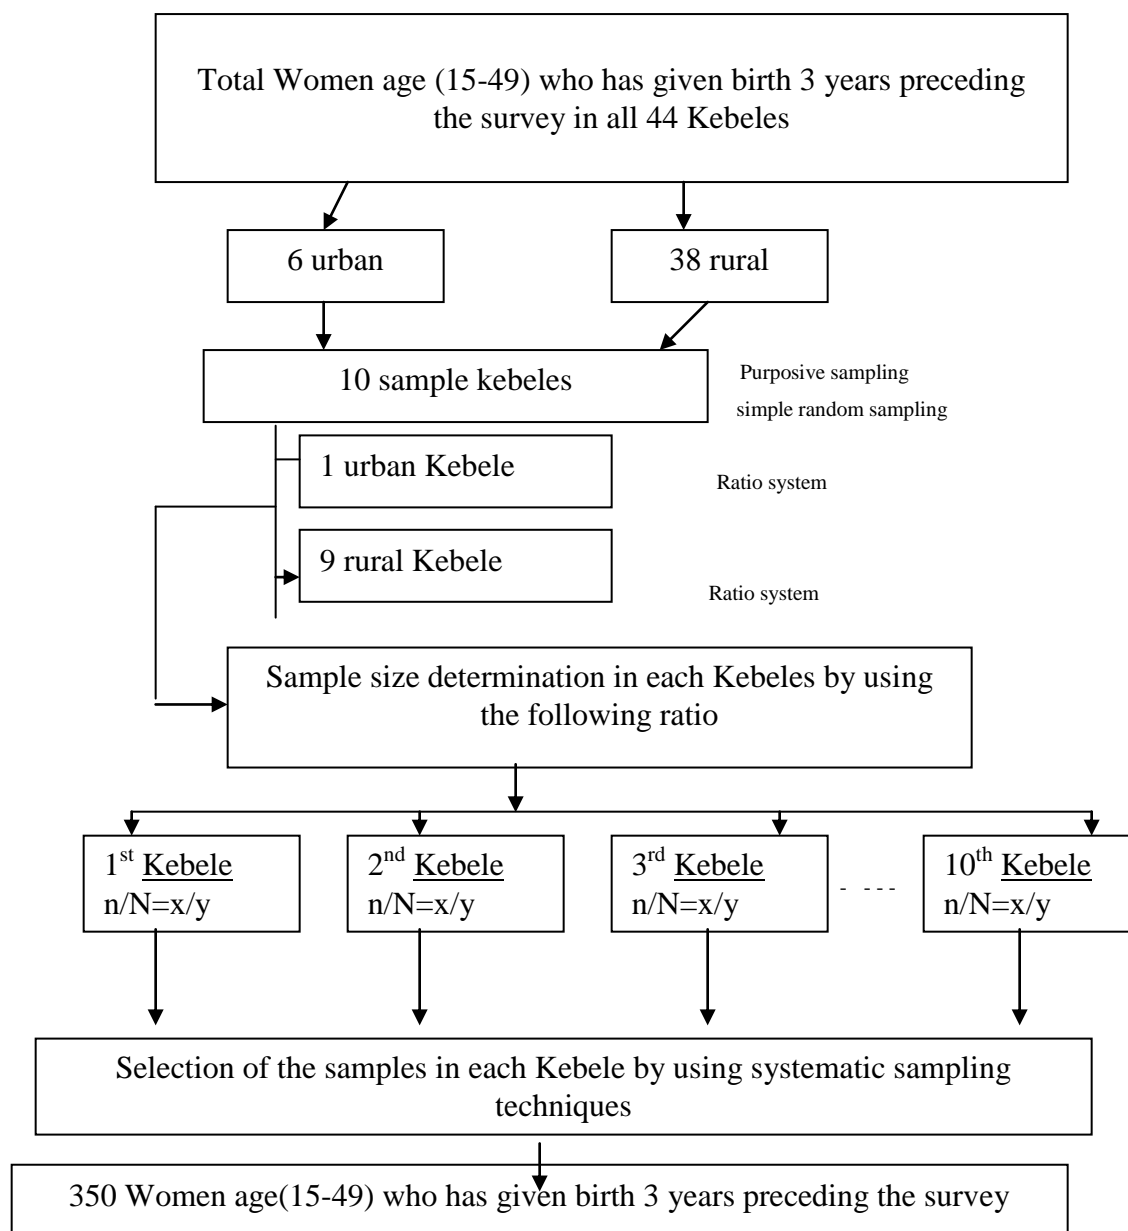 Total Women age (15-49) who has given birth 3 years preceding
the survey in all 44 Kebeles
6 urban
38 rural
10 sample kebeles
Purposive sampling
simple random sampling
1 urban Kebele
Ratio system
9 rural Kebele
Ratio system
Sample size determination in each Kebeles by using
the following ratio
1st Kebele
n/N=x/y
2nd Kebele
n/N=x/y
3rd Kebele
n/N=x/y
- ---
10th Kebele
n/N=x/y
Selection of the samples in each Kebele by using systematic sampling
techniques
350 Women age(15-49) who has given birth 3 years preceding the survey